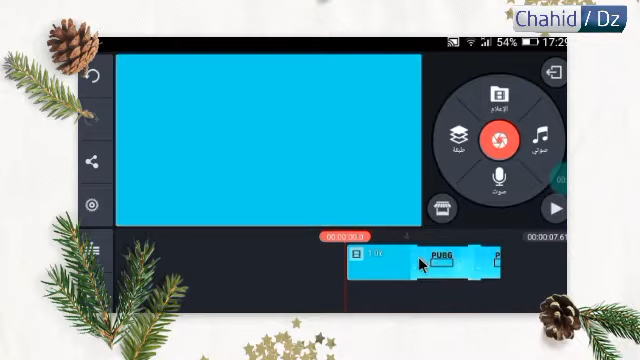 Chahid / Dz
54% 17:29
الإعلام
طبقة
صوتي
صوت
00:00:00.0
00:00:07.61
1.0x
PUBG